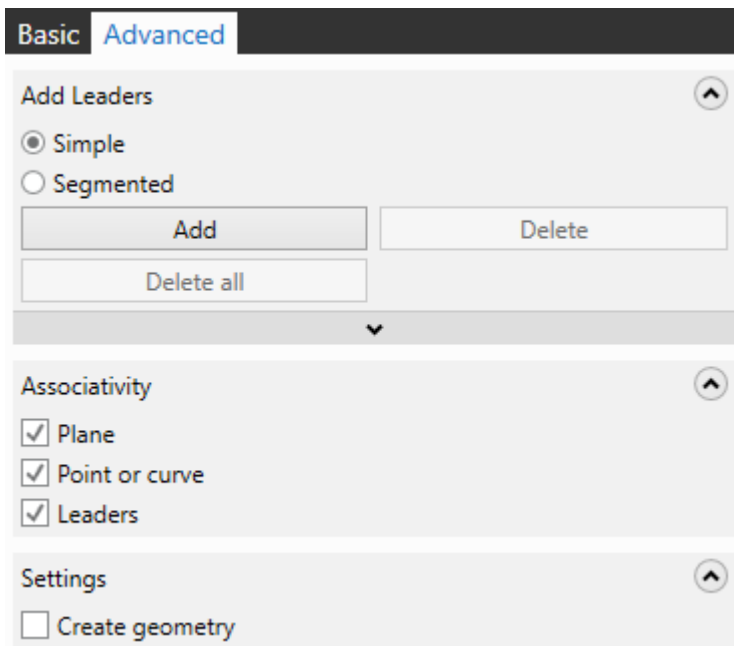 Basic Advanced
Add Leaders
Simple
Segmented
Add Delete
Delete all
Associativity
Plane
Point or curve
Leaders
Settings
Create geometry